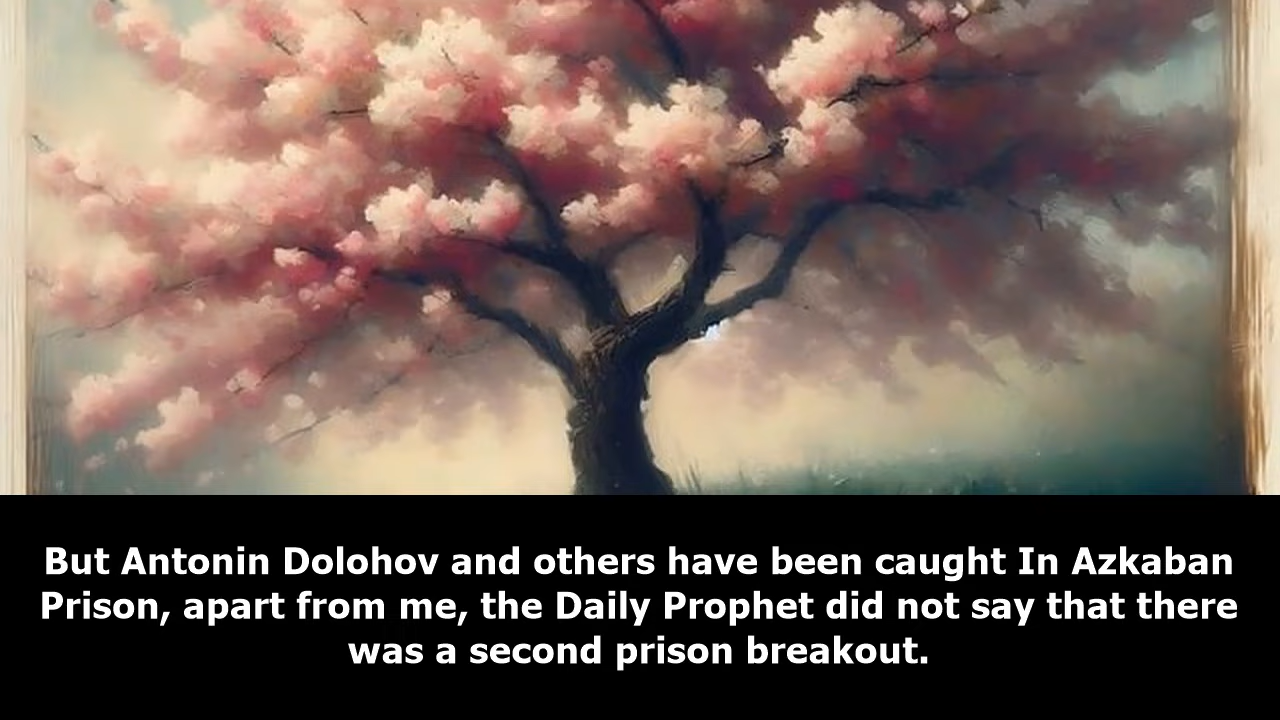 But Antonin Dolohov and others have been caught In Azkaban
Prison, apart from me, the Daily Prophet did not say that there
was a second prison breakout.